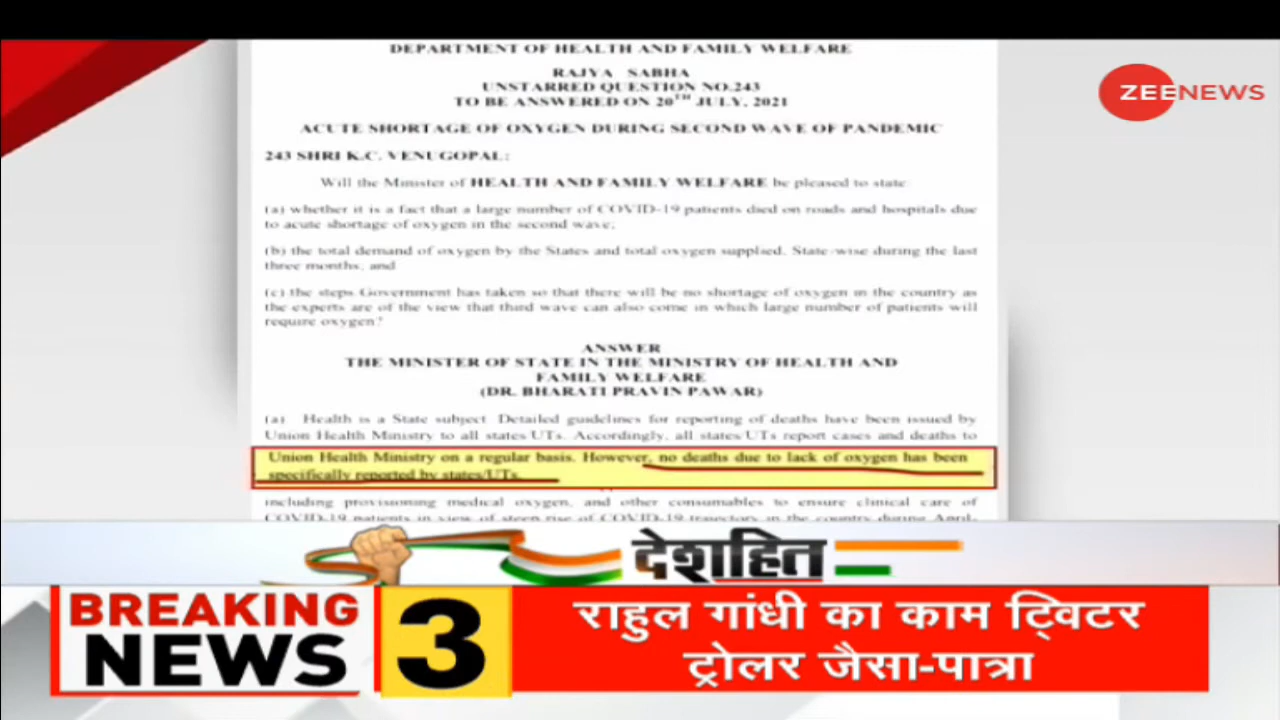 DEPARTMENT OF HEALTH AND FAMILY WELFARE
RAJYA SABHA
UNSTARRED QUESTION NO.243
TO BE ANSWERED ON 20TH JULY, 2021
ACUTE SHORTAGE OF OXYGEN DURING SECOND WAVE OF PANDEMIC
243 SHRI K.C. VENUGOPAL:
Will the Minister of HEALTH AND FAMILY WELFARE be pleased to state
(a) whether it is a fact that a large number of COVID-19 patients died on roads and hospitals due
to acute shortage of oxygen in the second wave;
(b) the total demand of oxygen by the States and total oxygen supplied, State-wise during the last
three months; and
(c) the steps Government has taken so that there will be no shortage of oxygen in the country as
the experts are of the view that third wave can also come in which large number of patients will
require oxygen?
ANSWER
THE MINISTER OF STATE IN THE MINISTRY OF HEALTH AND
FAMILY WELFARE
(DR. BHARATI PRAVIN PAWAR)
(a) Health is a State subject. Detailed guidelines for reporting of deaths have been issued by
Union Health Ministry to all states/UTs. Accordingly, all states/UTs report cases and deaths to
Union Health Ministry on a regular basis. However, no deaths due to lack of oxygen has been
specifically reported by states/UTs.
including provisioning medical oxygen, and other consumables to ensure clinical care of
COVID-19 patients in view of steep rise of COVID-19 trajectory in the country during April-
ZEENEWS
देशहित
BREAKING
NEWS
3
राहुल गांधी का काम ट्विटर
ट्रोलर जैसा-पात्रा